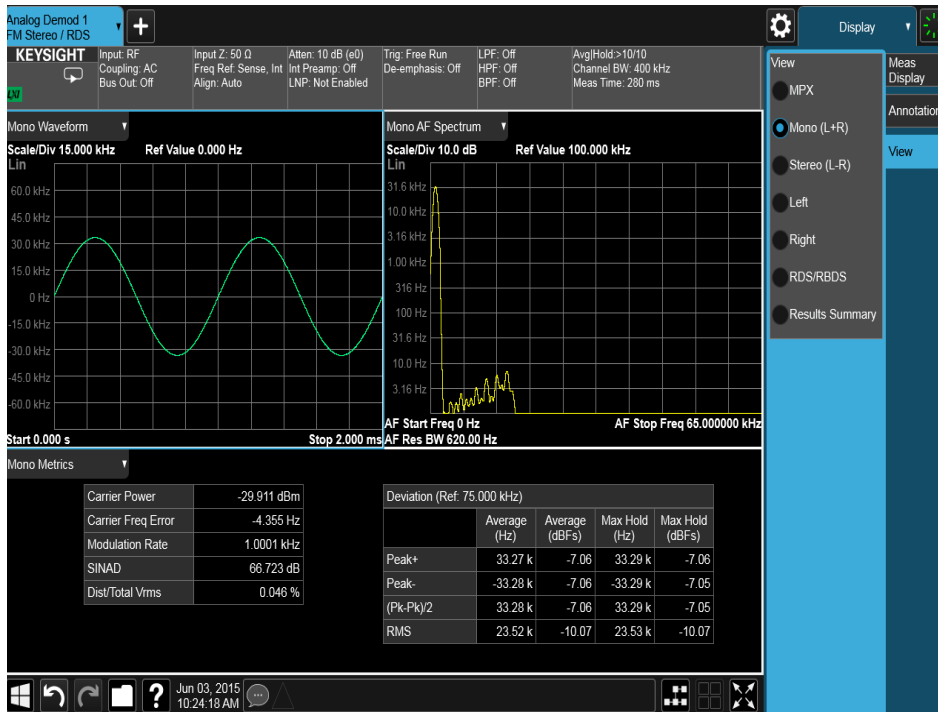 Analog Demod 1
FM Stereo / RDS
+
Display
KEYSIGHT
LXI
Input: RF
Coupling: AC
Bus Out: Off
Input Z: 50 Ω
Freq Ref: Sense, Int
Align: Auto
Atten: 10 dB (e0)
Int Preamp: Off
LNP: Not Enabled
Trig: Free Run
De-emphasis: Off
LPF: Off
HPF: Off
BPF: Off
Avg|Hold:>10/10
Channel BW: 400 kHz
Meas Time: 280 ms
View
MPX
Mono (L+R)
Stereo (L-R)
Left
Right
RDS/RBDS
Results Summary
Meas
Display
Annotation
View
Mono Waveform
Scale/Div 15.000 kHz Ref Value 0.000 Hz
Lin
60.0 kHz
45.0 kHz
30.0 kHz
15.0 kHz
0 Hz
-15.0 kHz
-30.0 kHz
-45.0 kHz
-60.0 kHz
Start 0.000 s Stop 2.000 ms
Mono AF Spectrum
Scale/Div 10.0 dB Ref Value 100.000 kHz
Lin
31.6 kHz
10.0 kHz
3.16 kHz
1.00 kHz
316 Hz
100 Hz
31.6 Hz
10.0 Hz
3.16 Hz
AF Start Freq 0 Hz AF Stop Freq 65.000000 kHz
AF Res BW 620.00 Hz
Mono Metrics
Carrier Power -29.911 dBm
Carrier Freq Error -4.355 Hz
Modulation Rate 1.0001 kHz
SINAD 66.723 dB
Dist/Total Vrms 0.046 %
Deviation (Ref: 75.000 kHz)
Average (Hz) Average (dBFs) Max Hold (Hz) Max Hold (dBFs)
Peak+ 33.27 k -7.06 33.29 k -7.06
Peak- -33.28 k -7.06 -33.29 k -7.05
(Pk-Pk)/2 33.28 k -7.06 33.29 k -7.05
RMS 23.52 k -10.07 23.53 k -10.07
?
Jun 03, 2015
10:24:18 AM